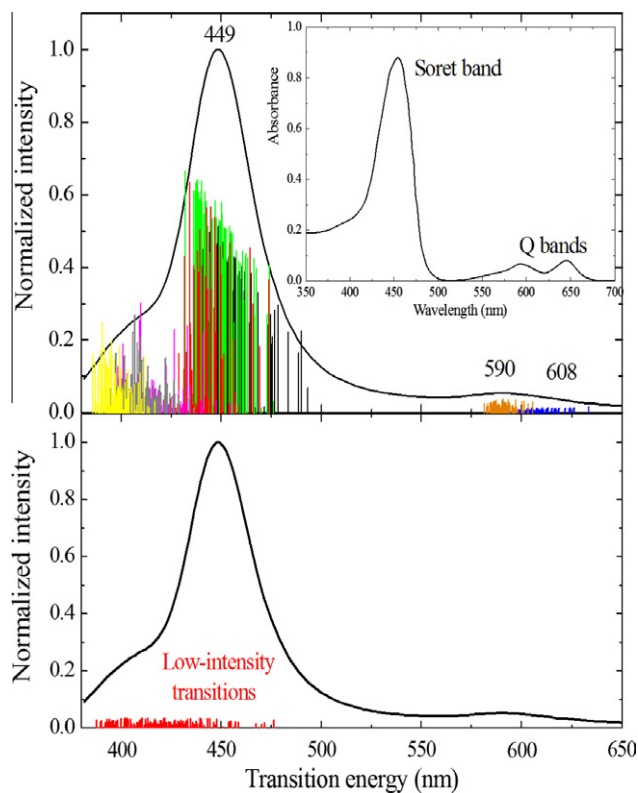 449
Normalized intensity
1.0
0.8
0.6
0.4
0.2
0.0
590
608
Absorbance
1.0
0.8
0.6
0.4
0.2
0.0
Soret band
Q bands
350 400 450 500 550 600 650 700
Wavelength (nm)
Normalized intensity
1.0
0.8
0.6
0.4
0.2
0.0
Low-intensity
transitions
400 450 500 550 600 650
Transition energy (nm)